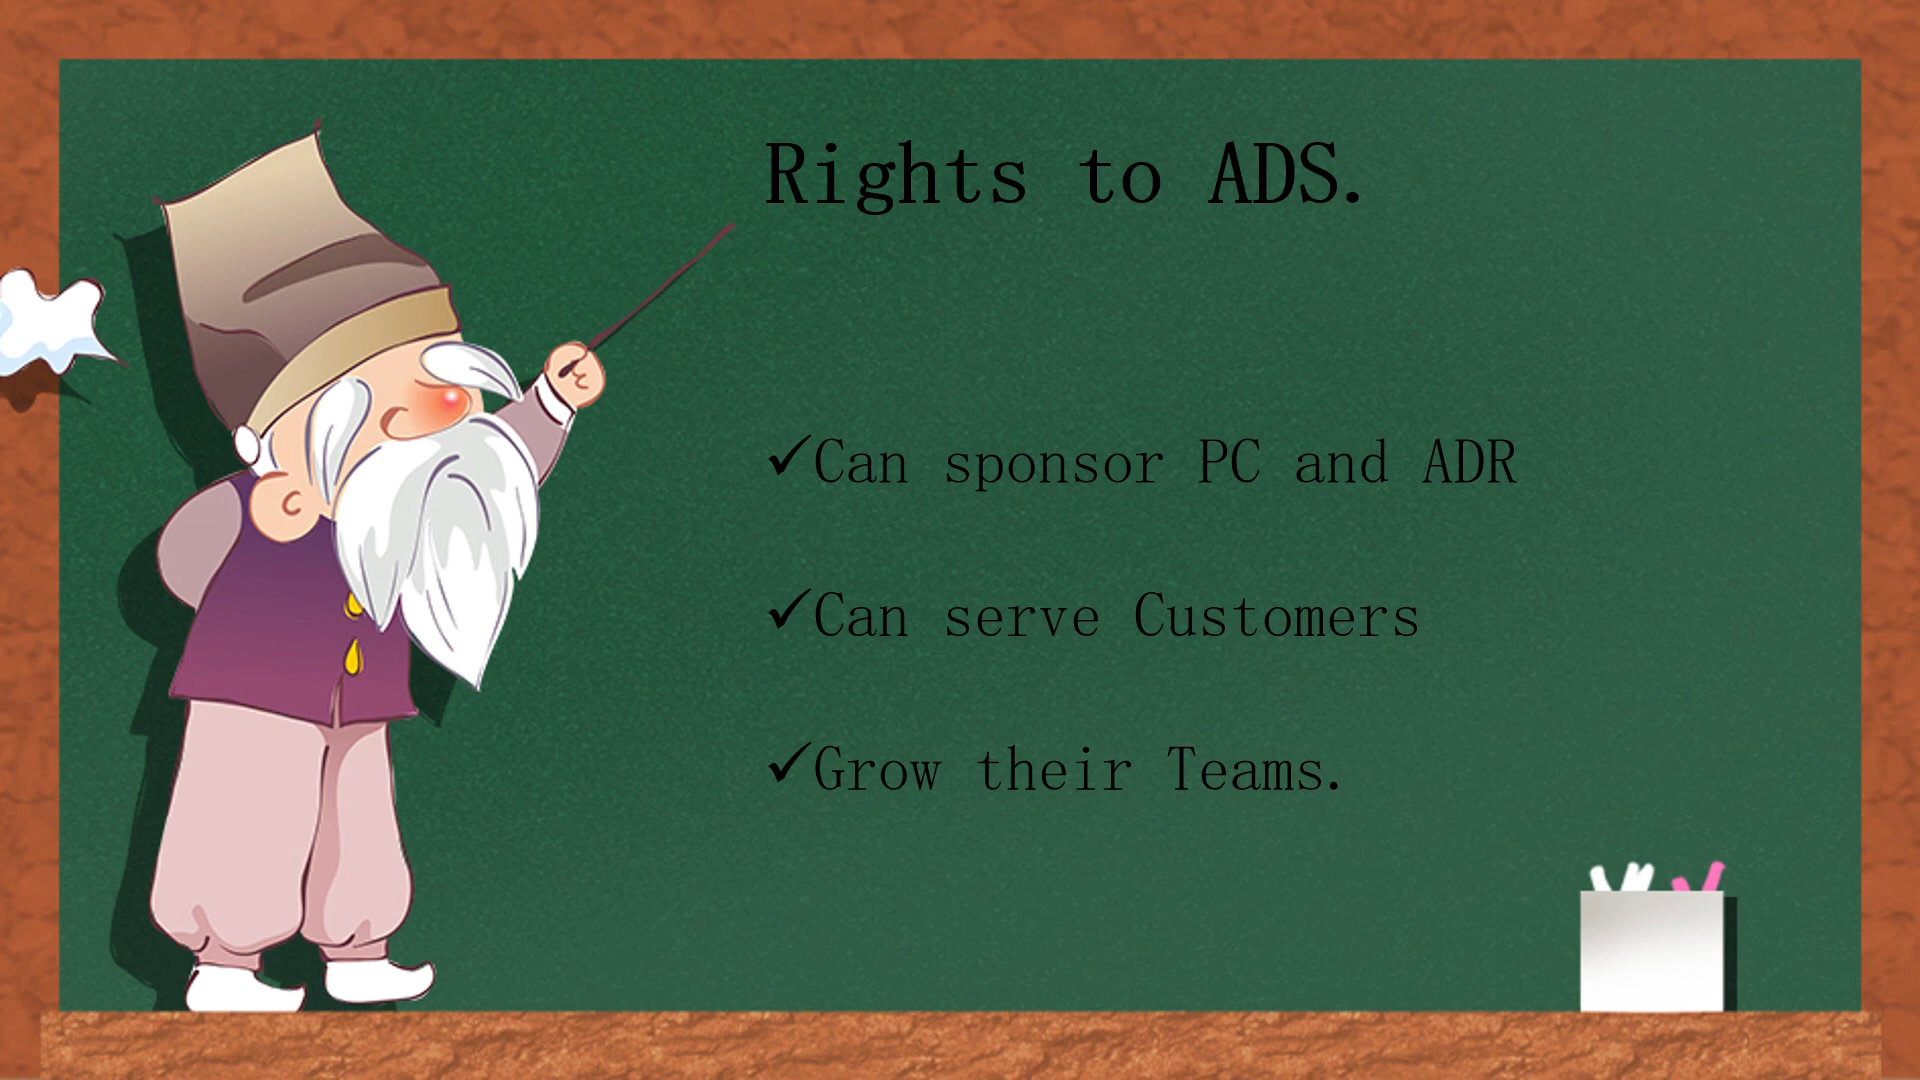 Rights to ADS.
✓Can sponsor PC and ADR
✓Can serve Customers
✓Grow their Teams.